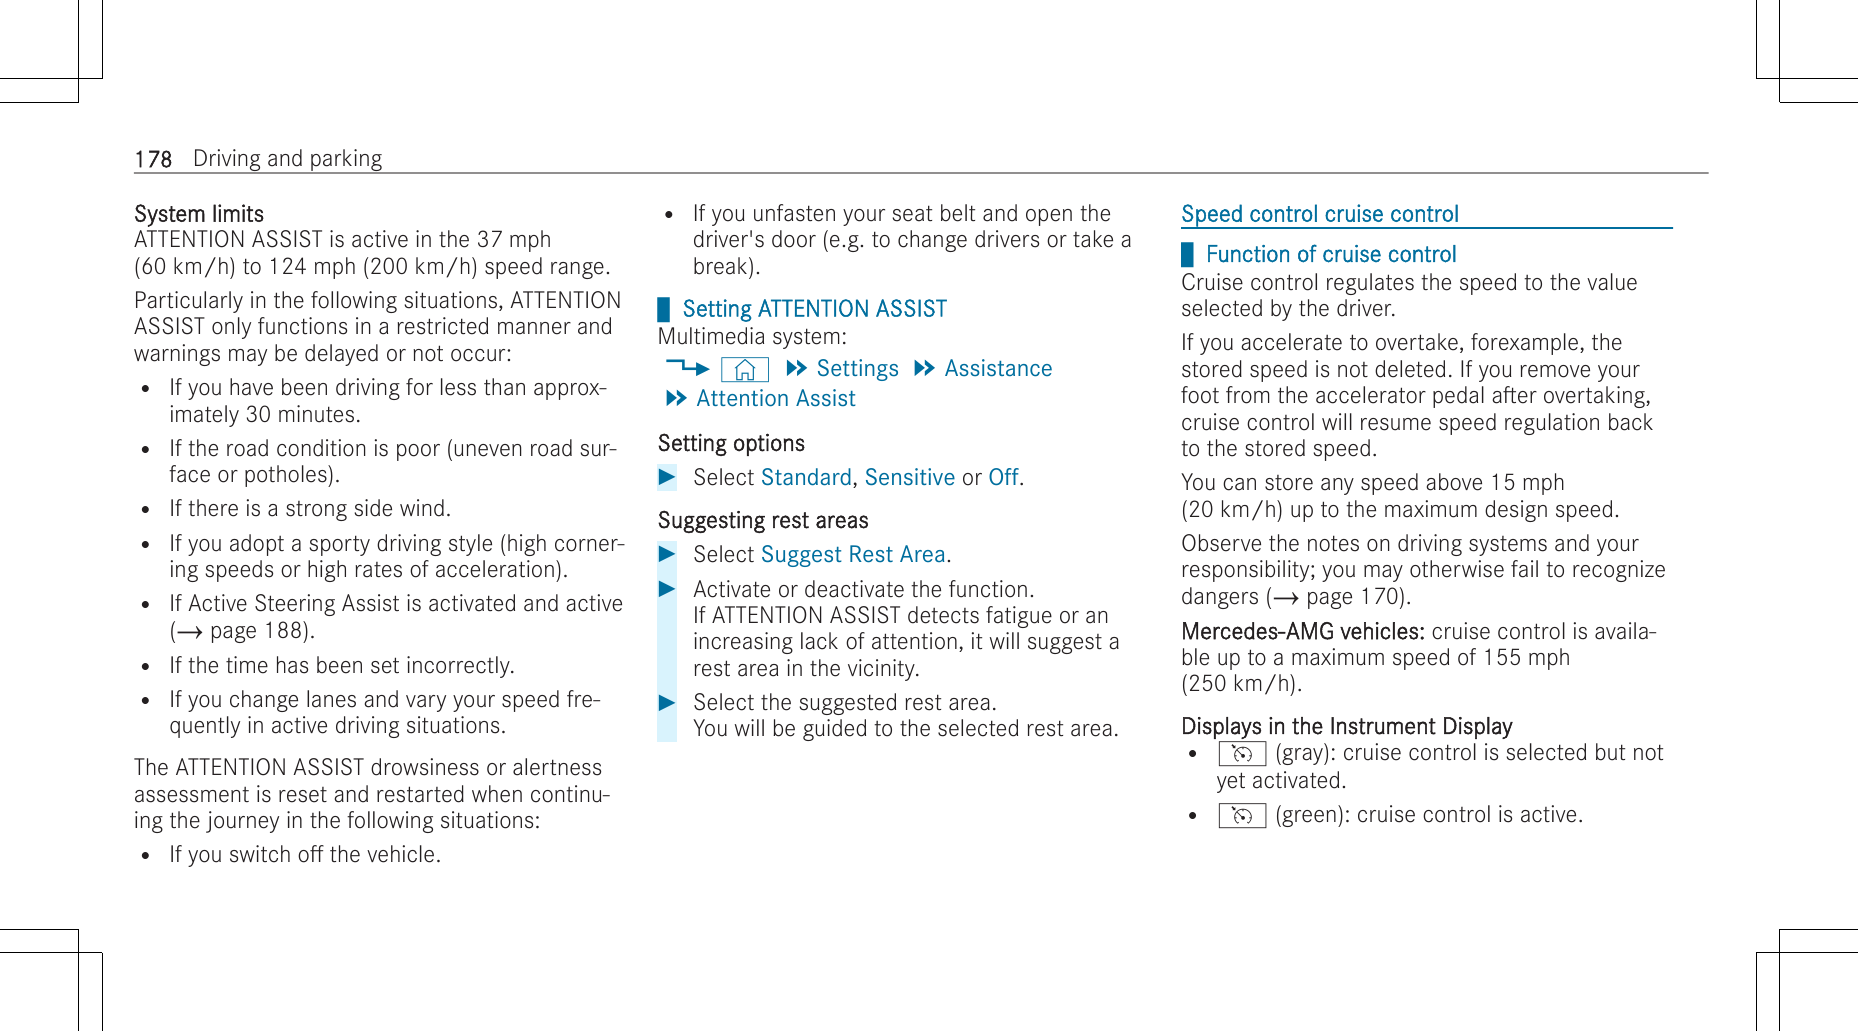 178 Driving and parking
System limits
ATTENTION ASSIST is active in the 37 mph
(60 km/h) to 124 mph (200 km/h) speed range.
Particularly in the following situations, ATTENTION
ASSIST only functions in a restricted manner and
warnings may be delayed or not occur:
• If you have been driving for less than approx-
imately 30 minutes.
• If the road condition is poor (uneven road sur-
face or potholes).
• If there is a strong side wind.
• If you adopt a sporty driving style (high corner-
ing speeds or high rates of acceleration).
• If Active Steering Assist is activated and active
(→ page 188).
• If the time has been set incorrectly.
• If you change lanes and vary your speed fre-
quently in active driving situations.
The ATTENTION ASSIST drowsiness or alertness
assessment is reset and restarted when continu-
ing the journey in the following situations:
• If you switch off the vehicle.
• If you unfasten your seat belt and open the
driver's door (e.g. to change drivers or take a
break).
Setting ATTENTION ASSIST
Multimedia system:
Settings Assistance
Attention Assist
Setting options
Select Standard, Sensitive or Off.
Suggesting rest areas
Select Suggest Rest Area.
Activate or deactivate the function.
If ATTENTION ASSIST detects fatigue or an
increasing lack of attention, it will suggest a
rest area in the vicinity.
Select the suggested rest area.
You will be guided to the selected rest area.
Speed control cruise control
Function of cruise control
Cruise control regulates the speed to the value
selected by the driver.
If you accelerate to overtake, forexample, the
stored speed is not deleted. If you remove your
foot from the accelerator pedal after overtaking,
cruise control will resume speed regulation back
to the stored speed.
You can store any speed above 15 mph
(20 km/h) up to the maximum design speed.
Observe the notes on driving systems and your
responsibility; you may otherwise fail to recognize
dangers (→ page 170).
Mercedes-AMG vehicles: cruise control is availa-
ble up to a maximum speed of 155 mph
(250 km/h).
Displays in the Instrument Display
• (gray): cruise control is selected but not
yet activated.
• (green): cruise control is active.